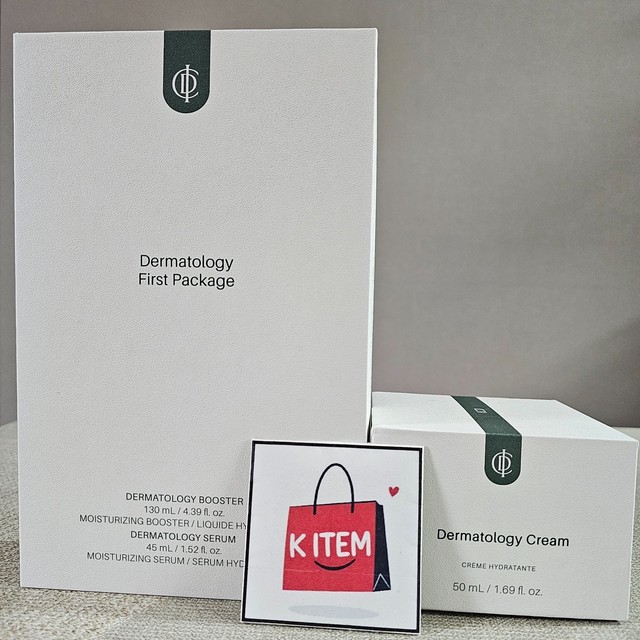 Dermatology
First Package
DERMATOLOGY BOOSTER
130 mL / 4.39 fl. oz.
MOISTURIZING BOOSTER / LIQUIDE HY
DERMATOLOGY SERUM
45 mL / 1.52 fl. oz.
MOISTURIZING SERUM / SÉRUM HYD
K ITEM
Dermatology Cream
CRÈME HYDRATANTE
50 mL / 1.69 fl. oz.